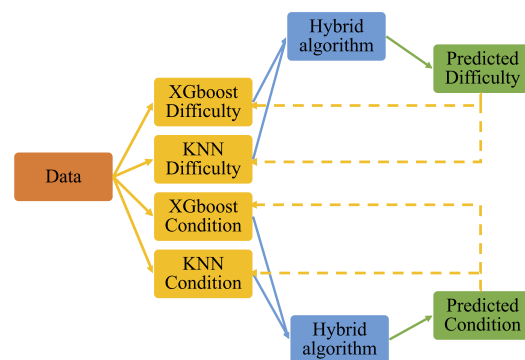 Hybrid
algorithm
Predicted
Difficulty
XGboost
Difficulty
KNN
Difficulty
Data
XGboost
Condition
KNN
Condition
Hybrid
algorithm
Predicted
Condition